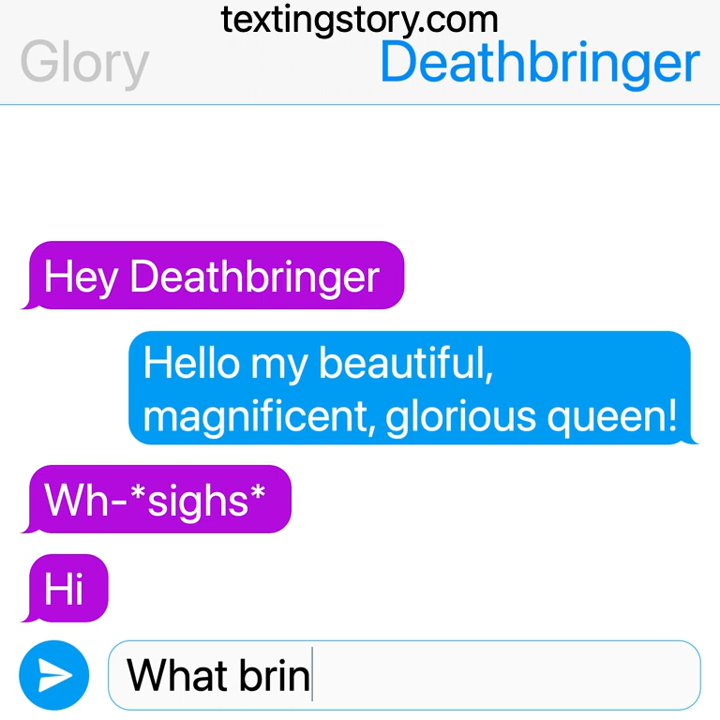 textingstory.com
Glory
Deathbringer
Hey Deathbringer
Hello my beautiful,
magnificent, glorious queen!
Wh-*sighs*
Hi
What brin